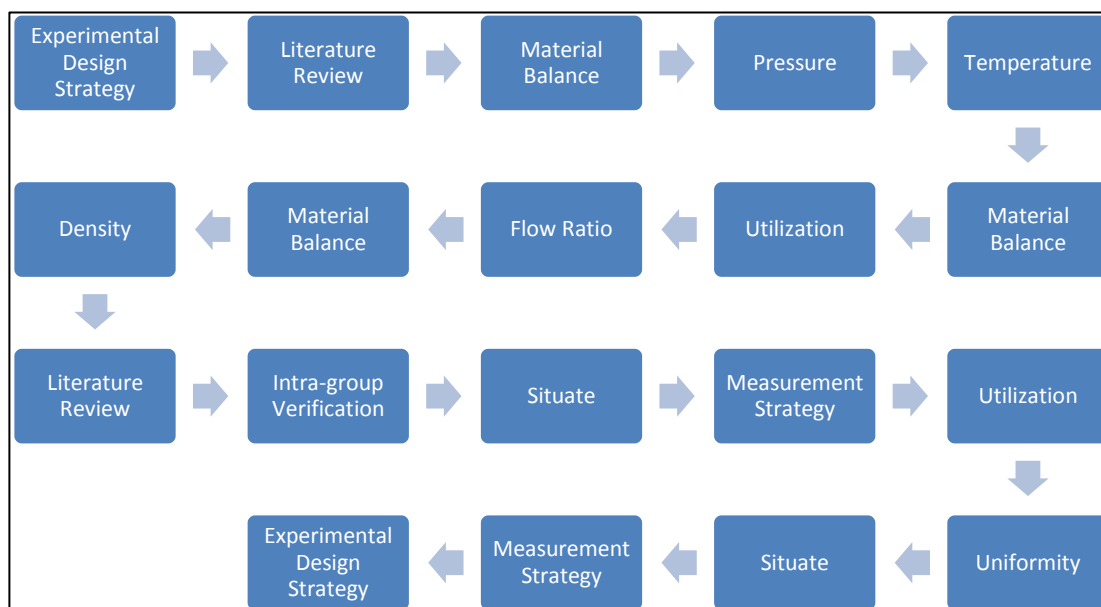 Experimental
Design
Strategy
Literature
Review
Material
Balance
Pressure
Temperature
Material
Balance
Utilization
Flow Ratio
Material
Balance
Density
Literature
Review
Intra-group
Verification
Situate
Measurement
Strategy
Utilization
Uniformity
Situate
Measurement
Strategy
Experimental
Design
Strategy